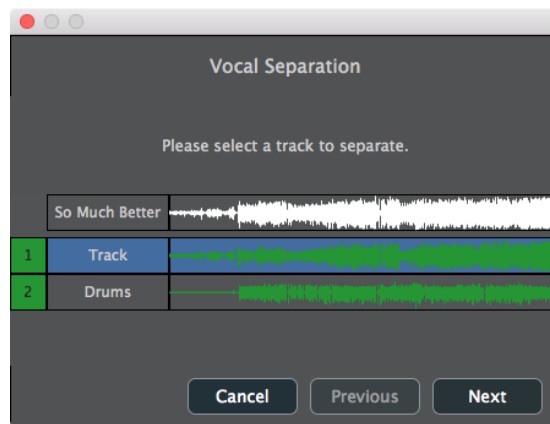 Vocal Separation
Please select a track to separate.
So Much Better
1 Track
2 Drums
Cancel Previous Next